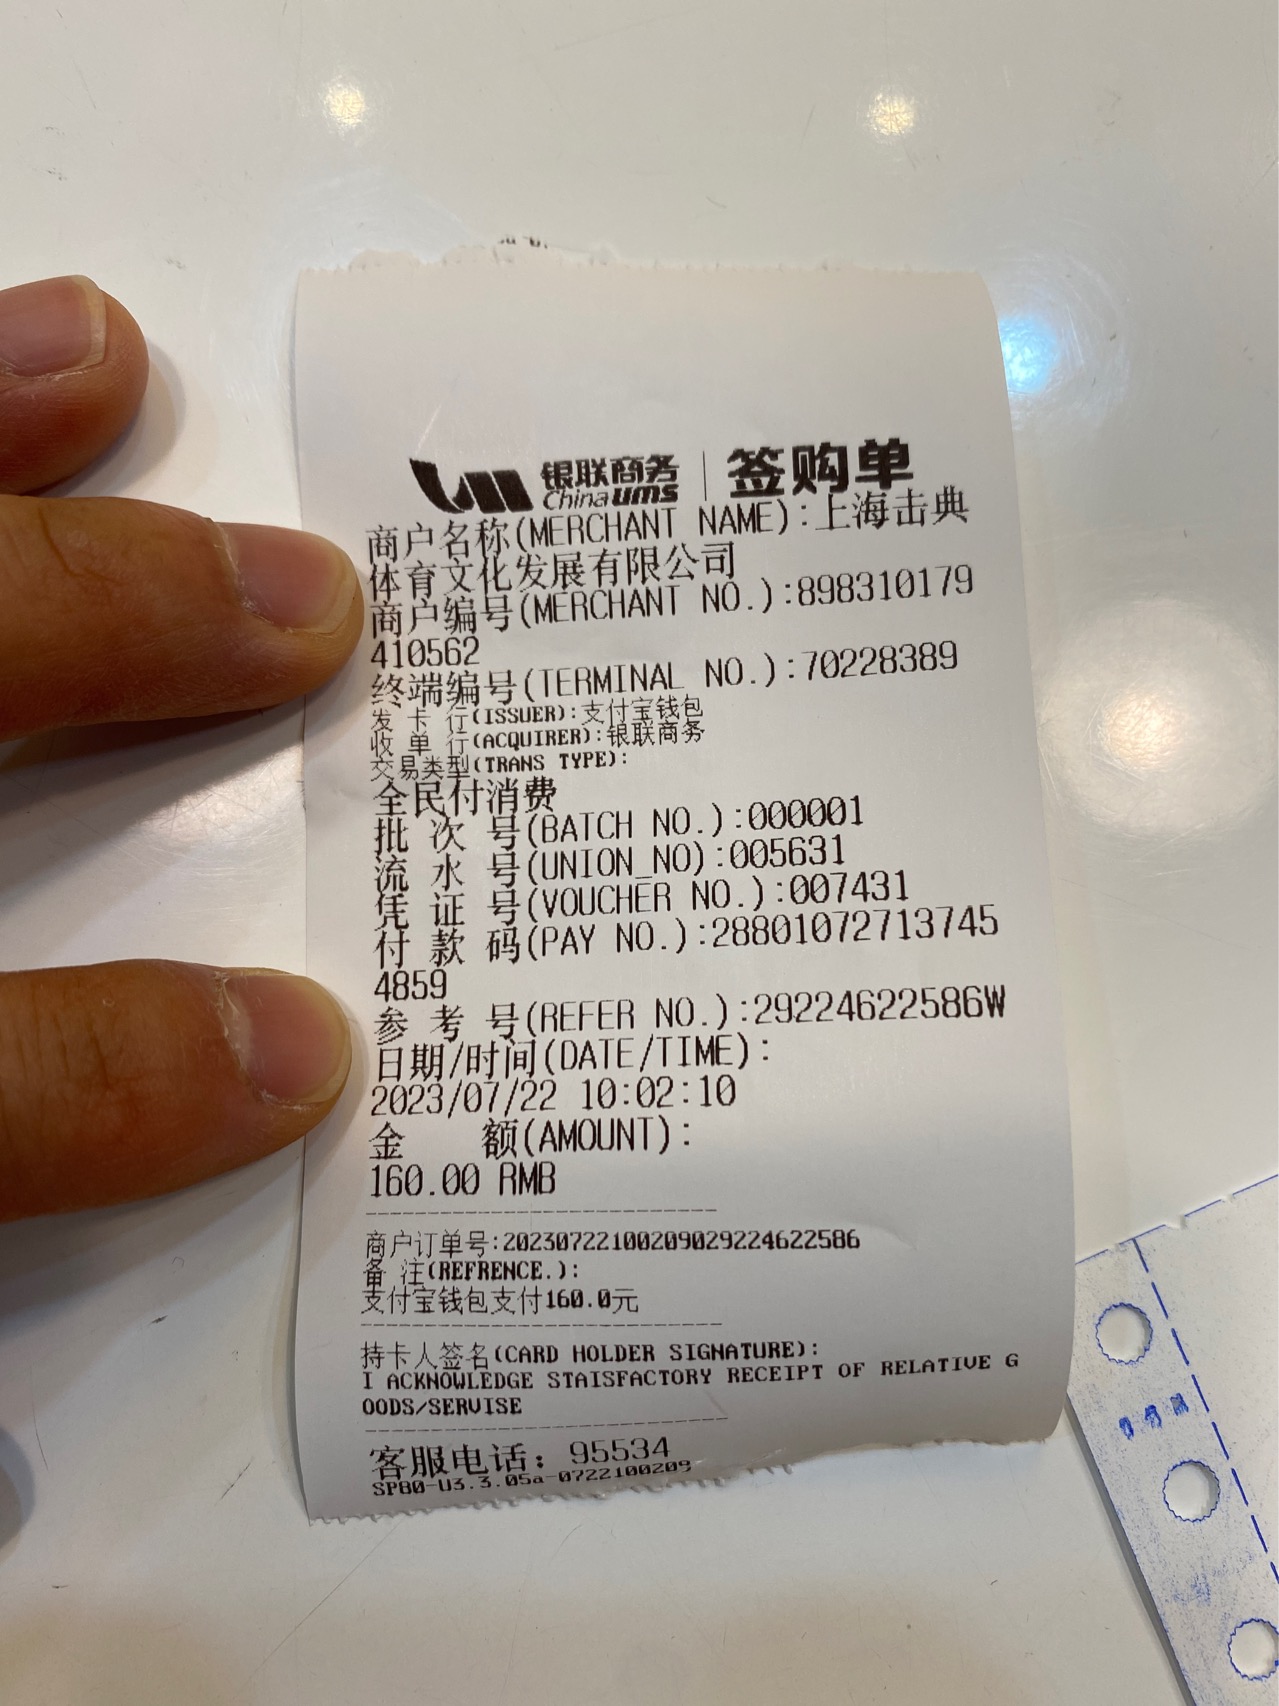 银联商务 签购单
China ums
商户名称(MERCHANT NAME):上海击典
体育文化发展有限公司
商户编号(MERCHANT NO.):898310179
410562
终端编号(TERMINAL NO.):70228389
发 卡 行(ISSUER):支付宝钱包
收 单 行(ACQUIRER):银联商务
交易类型(TRANS TYPE):
全民付消费
批 次 号(BATCH NO.):000001
流 水 号(UNION_NO):005631
凭 证 号(VOUCHER NO.):007431
付 款 码(PAY NO.):28801072713745
4859
参 考 号(REFER NO.):29224622586W
日期/时间(DATE/TIME):
2023/07/22 10:02:10
金 额(AMOUNT):
160.00 RMB
商户订单号:20230722100209029224622586
备 注(REFRENCE.):
支付宝钱包支付160.0元
持卡人签名(CARD HOLDER SIGNATURE):
I ACKNOWLEDGE STAISFACTORY RECEIPT OF RELATIVE G
OODS/SERVISE
客服电话: 95534
SP80-U3.3.05a-0722100209